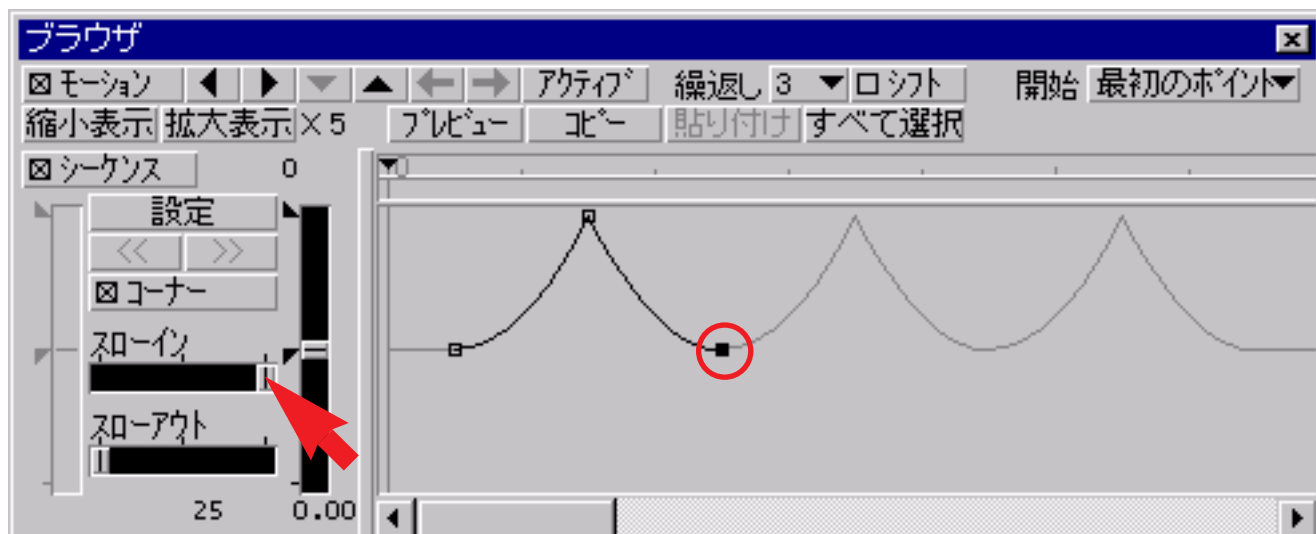 ブラウザ
モーション アクティブ 繰返し 3 シフト 開始 最初のポイント
縮小表示 拡大表示 ×5 プレビュー コピー 貼り付け すべて選択
シーケンス 0 0
設定
<< >>
コーナー
スローイン
スローアウト
25 0.00